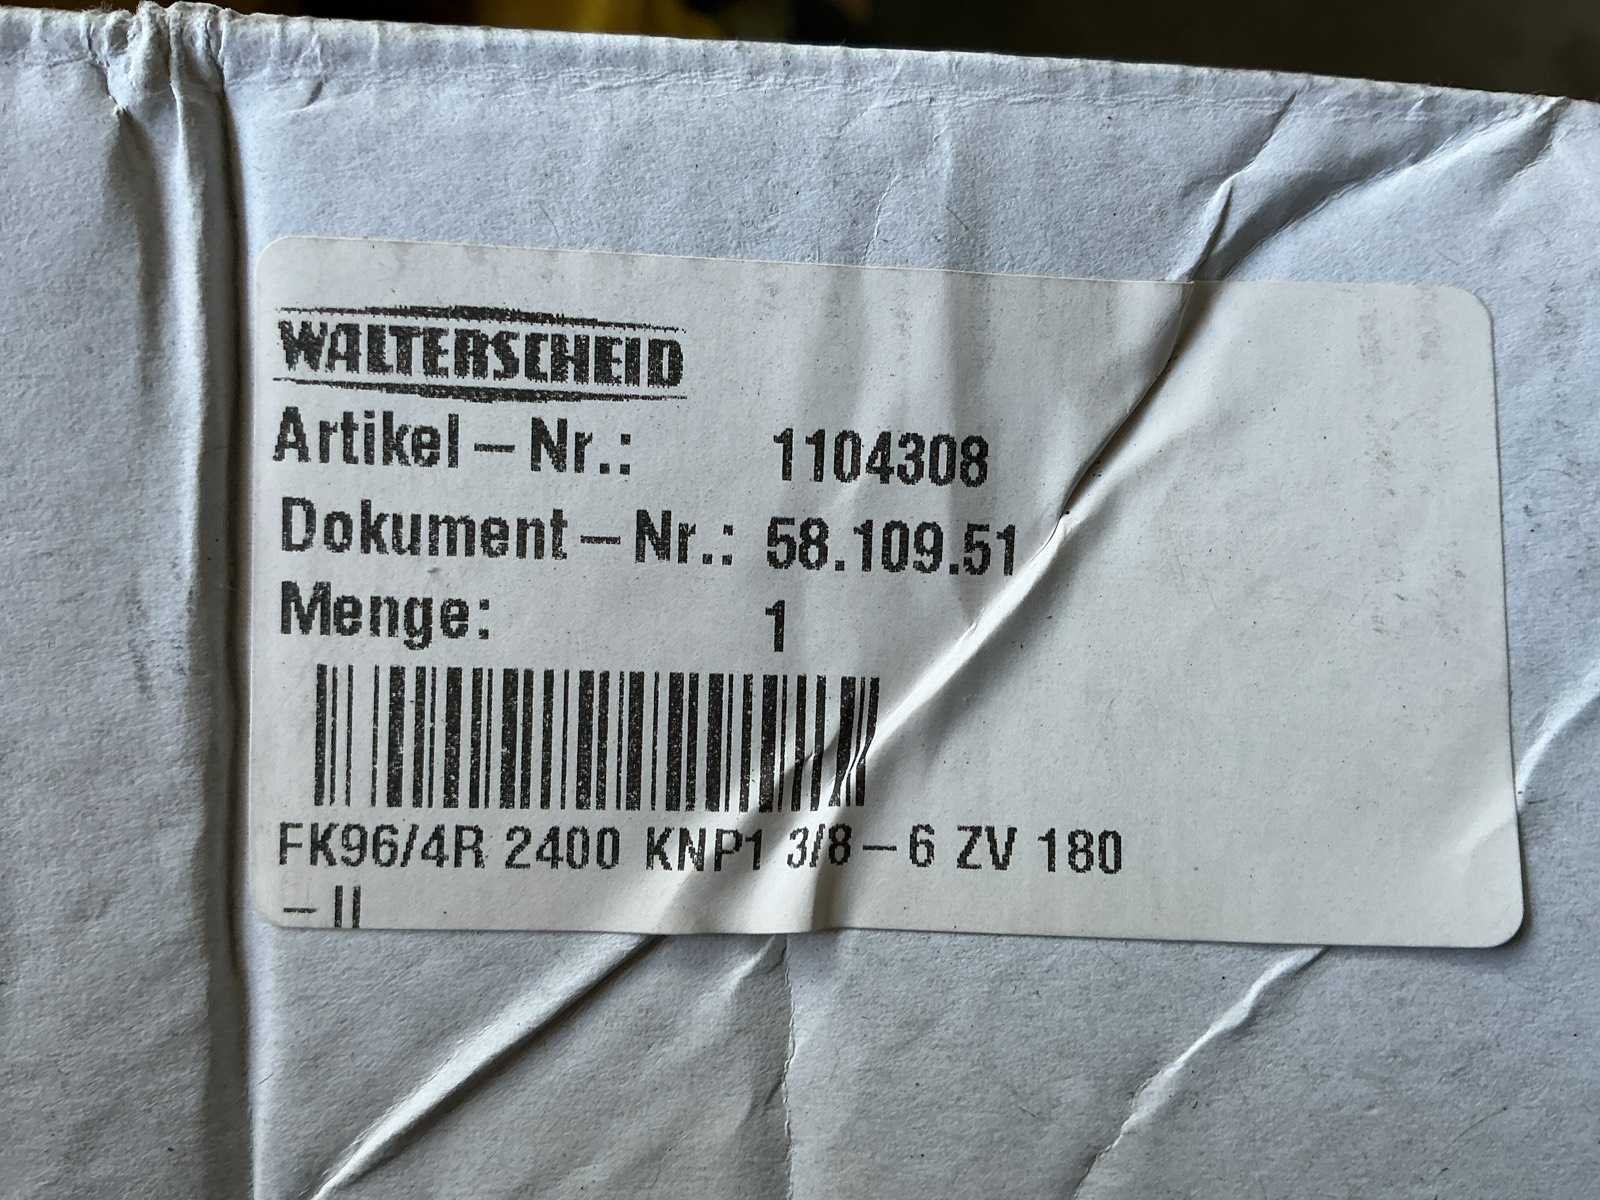 WALTERSCHEID
Artikel-Nr.: 1104308
Dokument-Nr.: 58.109.51
Menge: 1
FK96/4R 2400 KNP1 3/8-6 ZV 180
-II